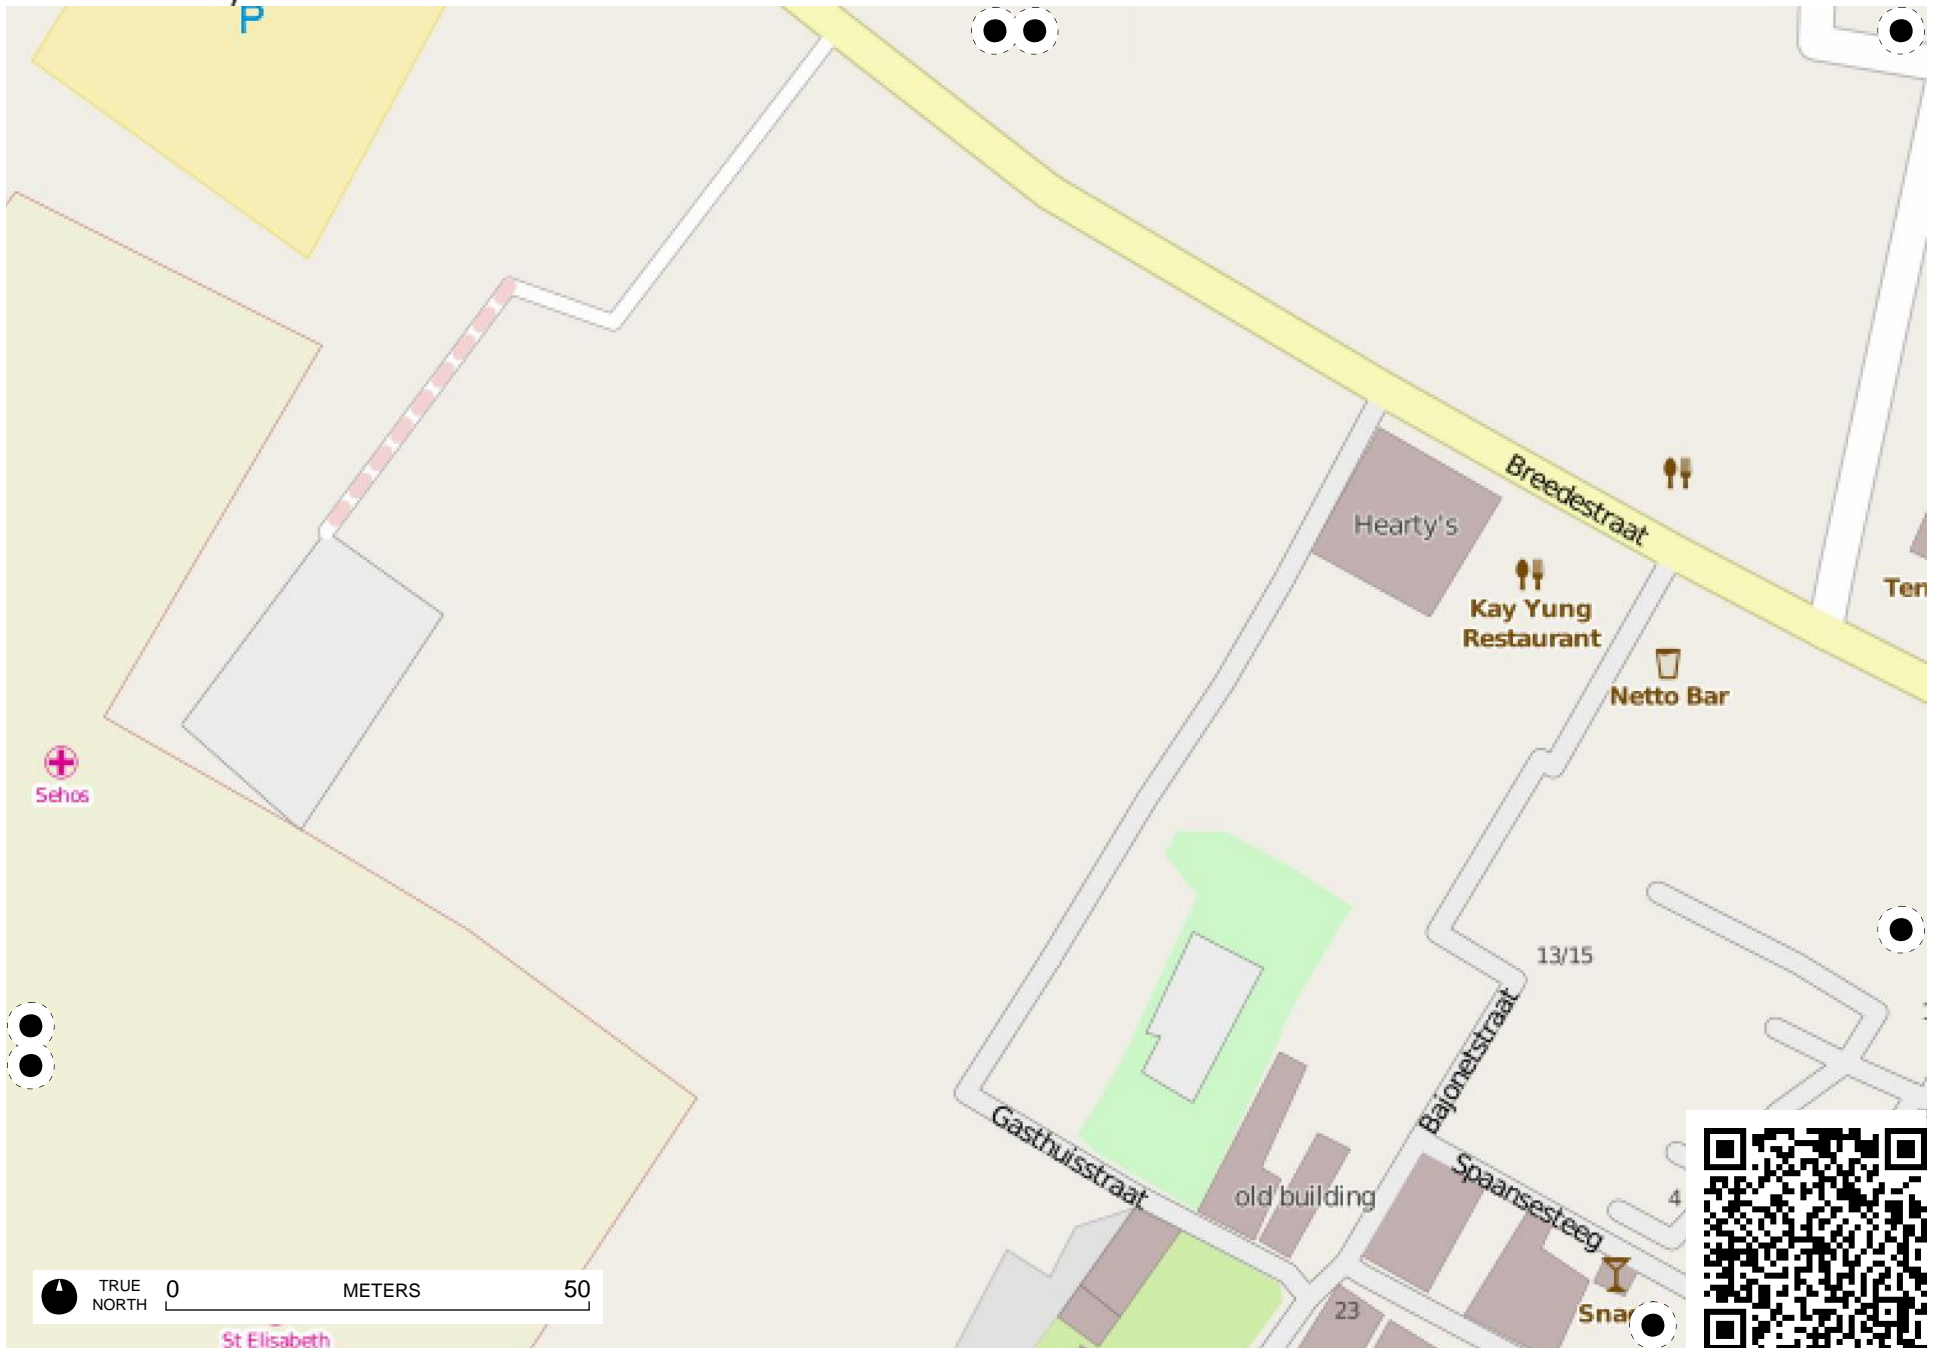 P
Breedestraat
Hearty's
Kay Yung
Restaurant
Netto Bar
Sehos
13/15
Bajonetstraat
Gasthuisstraat
Spaansesteeg
old building
4
23
TRUE
NORTH
0 METERS 50
St Elisabeth